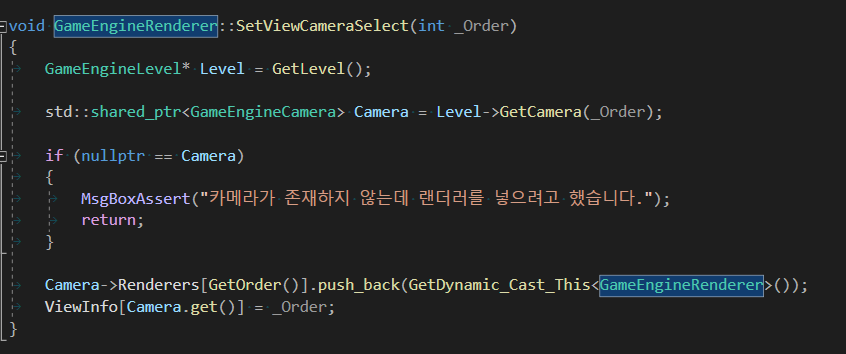 void GameEngineRenderer::SetViewCameraSelect(int _Order)
{
GameEngineLevel* Level = GetLevel();
std::shared_ptr<GameEngineCamera> Camera = Level->GetCamera(_Order);
if (nullptr == Camera)
{
MsgBoxAssert("카메라가 존재하지 않는데 랜더러를 넣으려고 했습니다.");
return;
}
Camera->Renderers[GetOrder()].push_back(GetDynamic_Cast_This<GameEngineRenderer>());
ViewInfo[Camera.get()] = _Order;
}